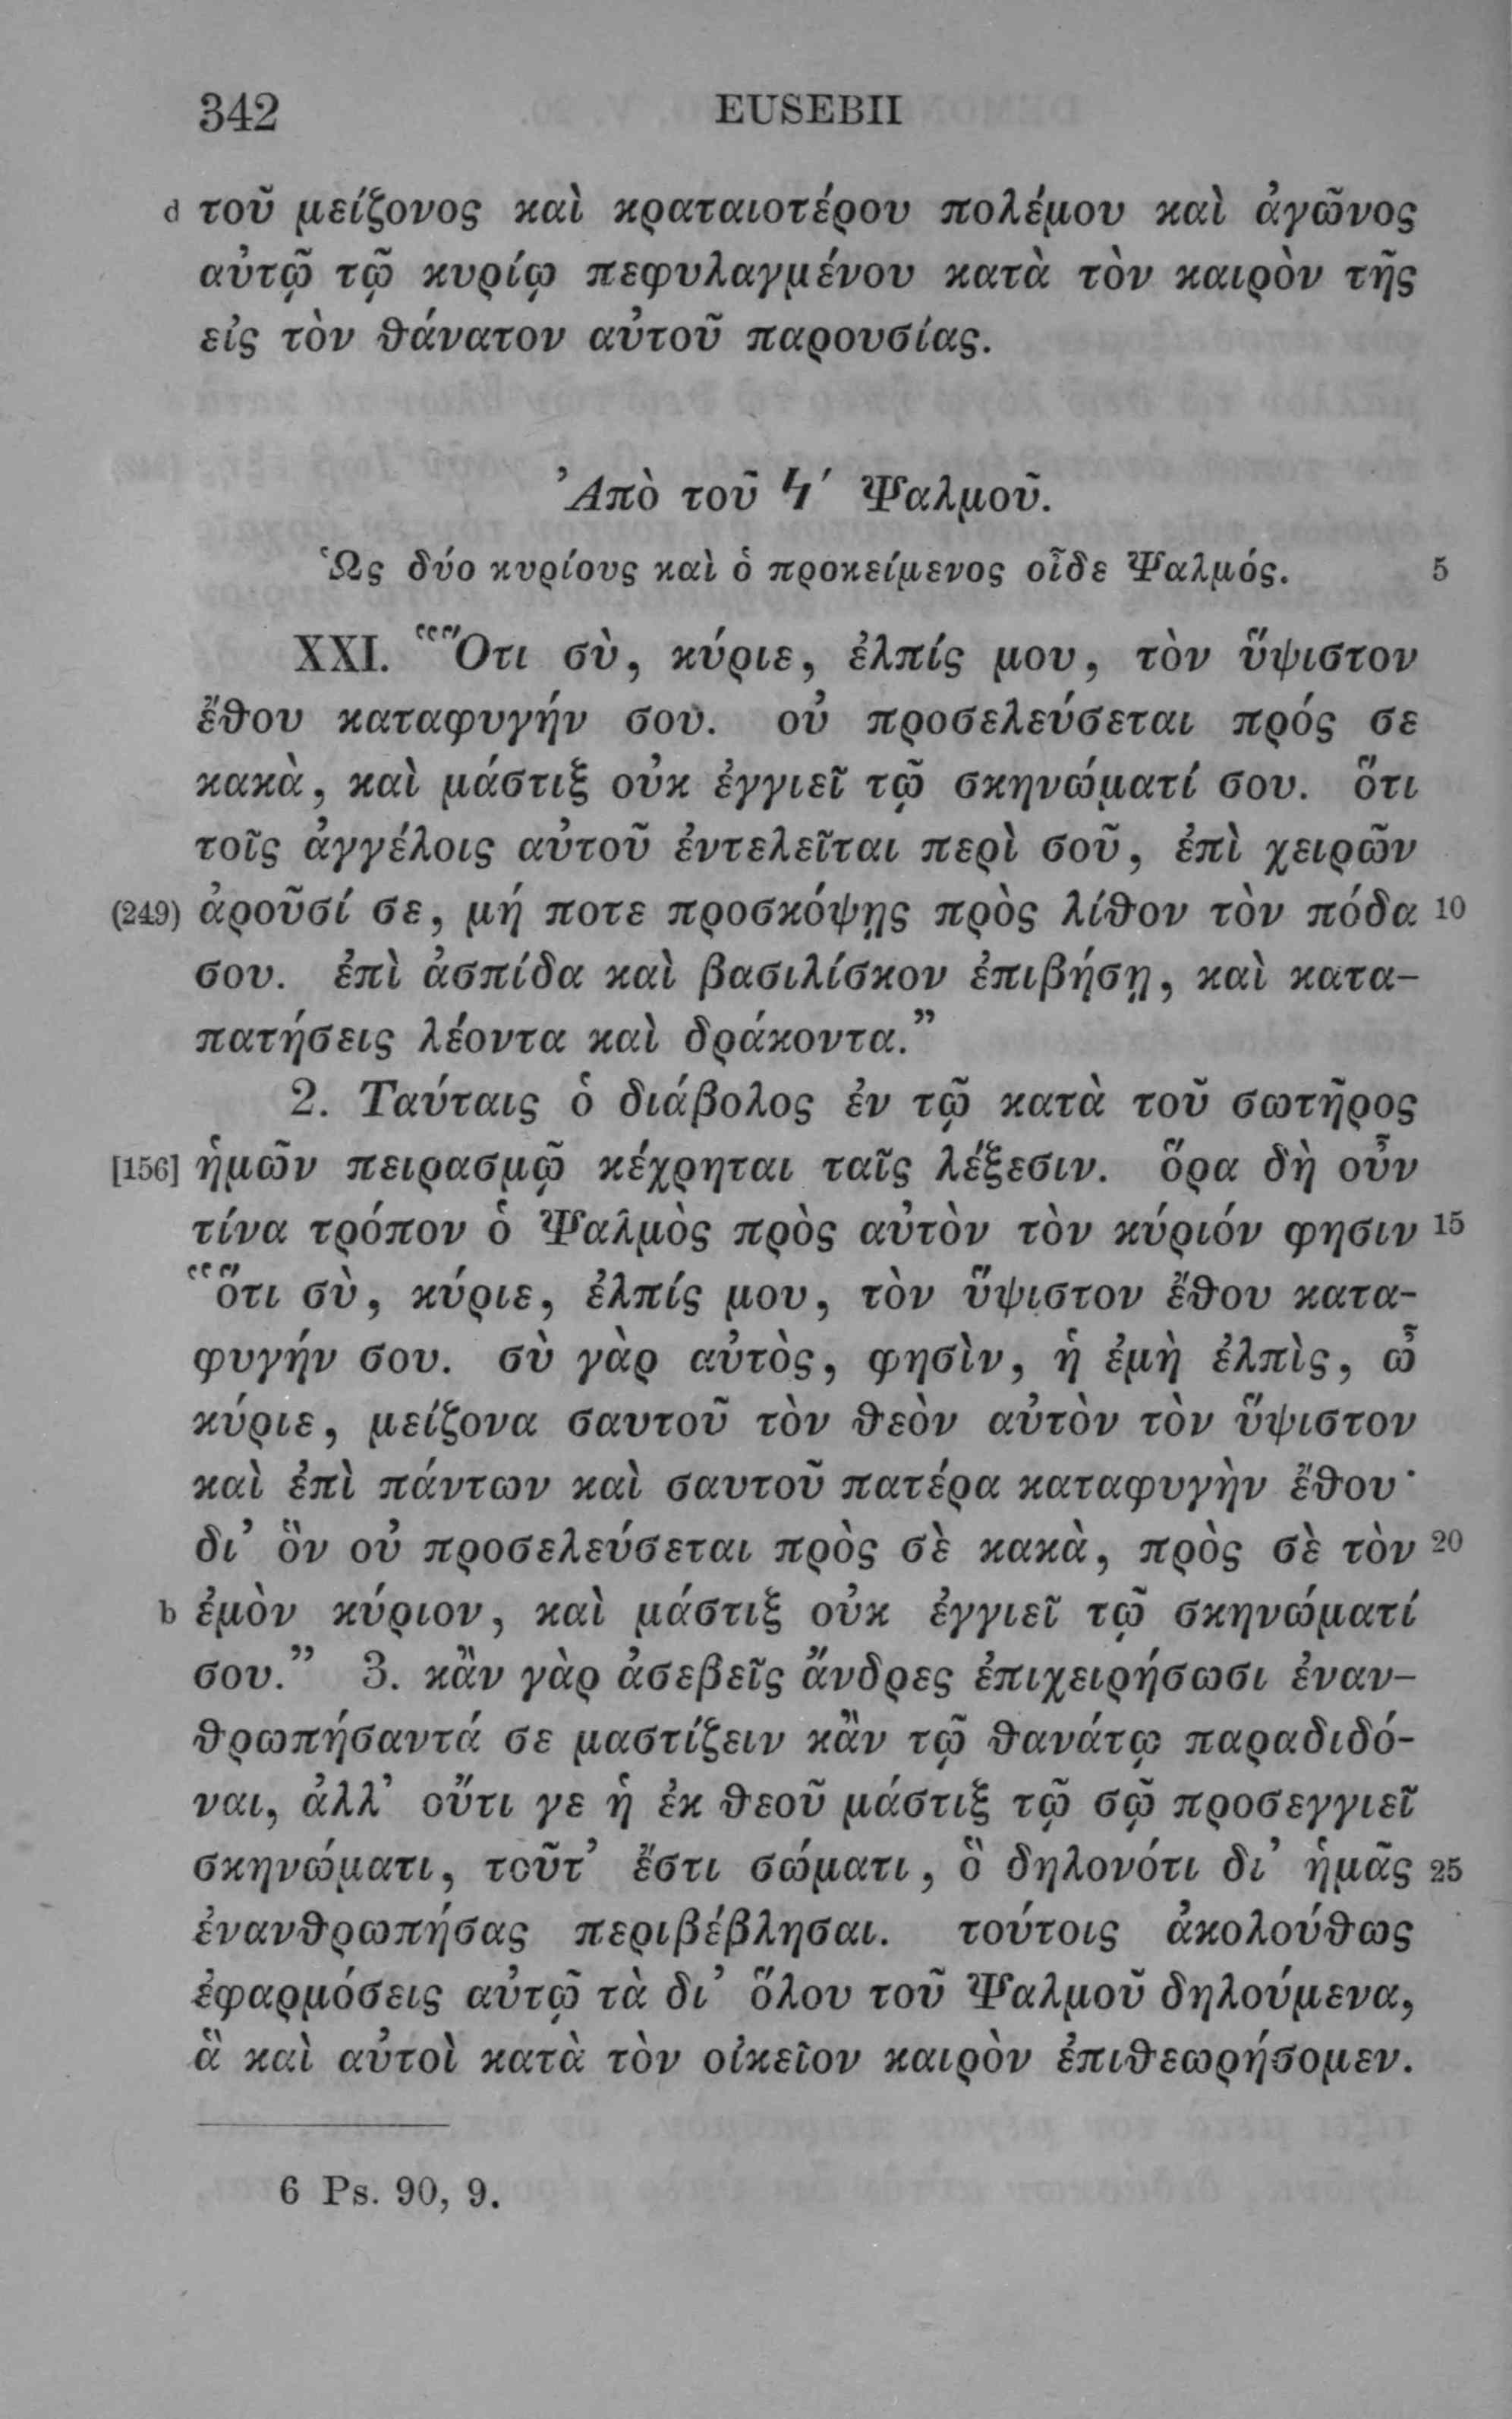 342 EUSEBII
d τοῦ μείζονος καὶ κραταιοτέρου πολέμου καὶ ἀγῶνος
αὐτῷ τῷ κυρίῳ πεφυλαγμένου κατὰ τὸν καιρὸν τῆς
εἰς τὸν θάνατον αὐτοῦ παρουσίας.
Ἀπὸ τοῦ Ϟʹ Ψαλμοῦ.
Ὡς δύο κυρίους καὶ ὁ προκείμενος οἶδε Ψαλμός. 5
XXI. “Ὅτι σὺ, κύριε, ἐλπίς μου, τὸν ὕψιστον
ἔθου καταφυγήν σου. οὐ προσελεύσεται πρός σε
κακὰ, καὶ μάστιξ οὐκ ἐγγιεῖ τῷ σκηνώματί σου. ὅτι
τοῖς ἀγγέλοις αὐτοῦ ἐντελεῖται περὶ σοῦ, ἐπὶ χειρῶν
(249) ἀροῦσί σε, μή ποτε προσκόψῃς πρὸς λίθον τὸν πόδα 10
σου. ἐπὶ ἀσπίδα καὶ βασιλίσκον ἐπιβήσῃ, καὶ κατα-
πατήσεις λέοντα καὶ δράκοντα.”
2. Ταύταις ὁ διάβολος ἐν τῷ κατὰ τοῦ σωτῆρος
[156] ἡμῶν πειρασμῷ κέχρηται ταῖς λέξεσιν. ὅρα δὴ οὖν
τίνα τρόπον ὁ Ψαλμὸς πρὸς αὐτὸν τὸν κύριόν φησιν 15
“ὅτι σὺ, κύριε, ἐλπίς μου, τὸν ὕψιστον ἔθου κατα-
φυγήν σου. σὺ γὰρ αὐτὸς, φησὶν, ἡ ἐμὴ ἐλπὶς, ὦ
κύριε, μείζονα σαυτοῦ τὸν θεὸν αὐτὸν τὸν ὕψιστον
καὶ ἐπὶ πάντων καὶ σαυτοῦ πατέρα καταφυγὴν ἔθου·
δι’ ὃν οὐ προσελεύσεται πρὸς σὲ κακὰ, πρὸς σὲ τὸν 20
b ἐμὸν κύριον, καὶ μάστιξ οὐκ ἐγγιεῖ τῷ σκηνώματί
σου.” 3. κἂν γὰρ ἀσεβεῖς ἄνδρες ἐπιχειρήσωσι ἐναν-
θρωπήσαντά σε μαστίζειν κἂν τῷ θανάτῳ παραδιδό-
ναι, ἀλλ’ οὔτι γε ἡ ἐκ θεοῦ μάστιξ τῷ σῷ προσεγγιεῖ
σκηνώματι, τοῦτ’ ἔστι σώματι, ὃ δηλονότι δι’ ἡμᾶς 25
ἐνανθρωπήσας περιβέβλησαι. τούτοις ἀκολούθως
ἐφαρμόσεις αὐτῷ τὰ δι’ ὅλου τοῦ Ψαλμοῦ δηλούμενα,
ἃ καὶ αὐτοὶ κατὰ τὸν οἰκεῖον καιρὸν ἐπιθεωρήσομεν.
6 Ps. 90, 9.